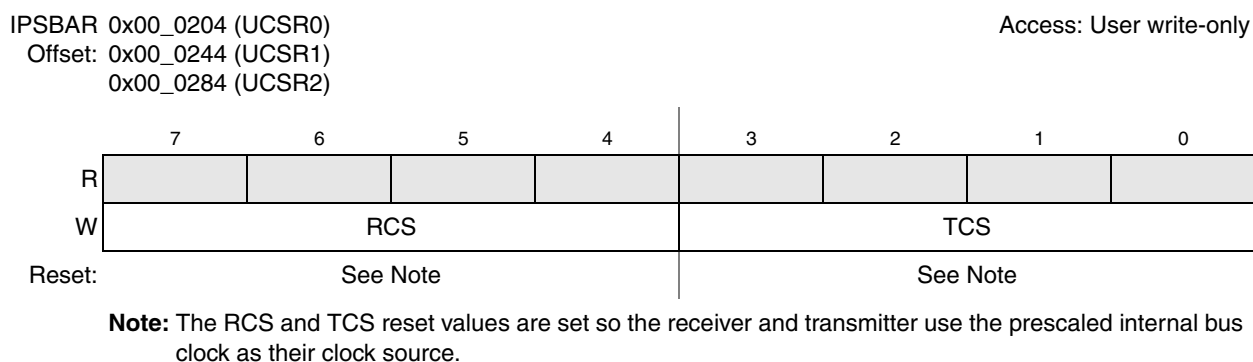 IPSBAR 0x00_0204 (UCSR0) Access: User write-only
Offset: 0x00_0244 (UCSR1)
0x00_0284 (UCSR2)
7 6 5 4 3 2 1 0
R
W RCS TCS
Reset: See Note See Note
Note: The RCS and TCS reset values are set so the receiver and transmitter use the prescaled internal bus
clock as their clock source.